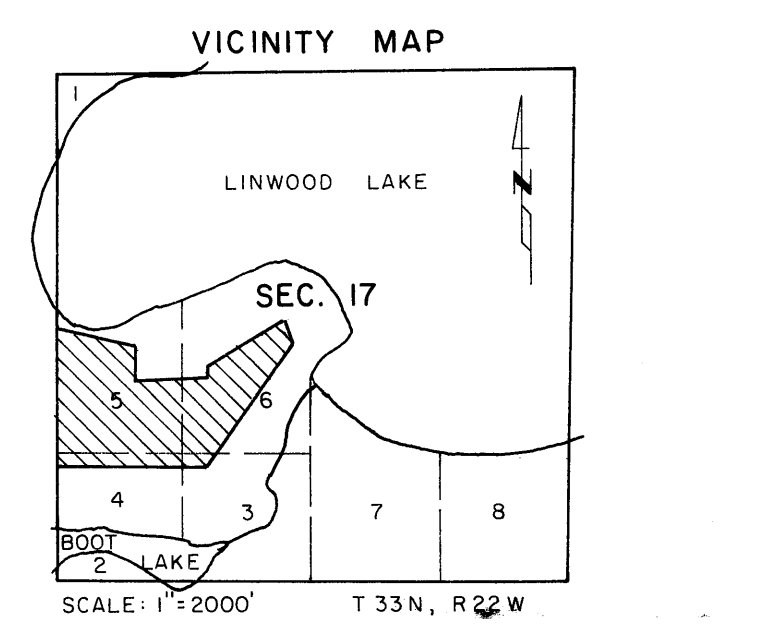 VICINITY MAP
1
N
LINWOOD LAKE
SEC. 17
5
6
4
3
7
8
BOOT
2
LAKE
SCALE: 1"=2000'
T 33N, R 22 W